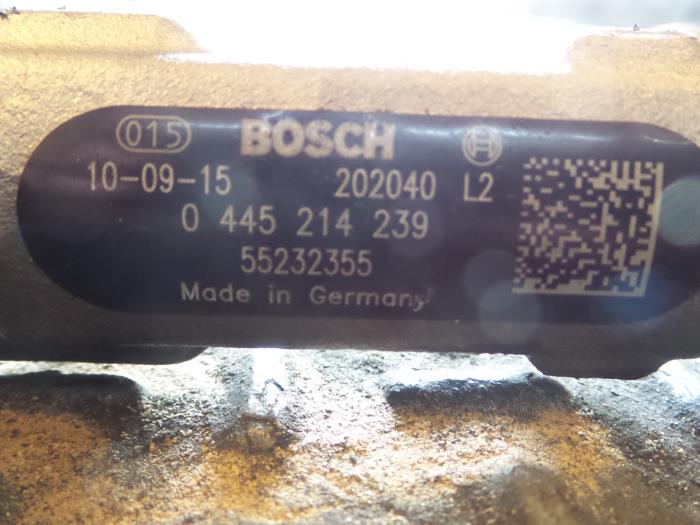 015 BOSCH
10-09-15 202040 L2
0 445 214 239
55232355
Made in Germany